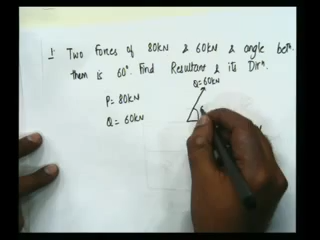 1. Two Forces of 80KN & 60KN & angle betn.
them is 60°. Find Resultant & its Dirn.
Q=60KN
P=80KN
Q=60KN